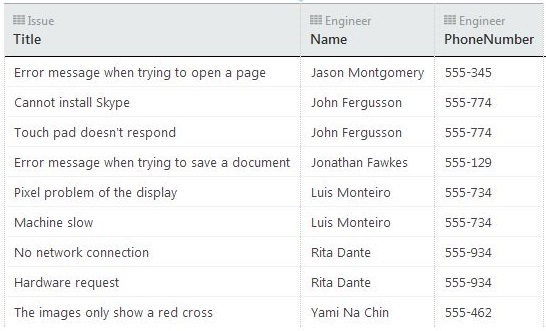 Issue Engineer Engineer
Title Name PhoneNumber
Error message when trying to open a page Jason Montgomery 555-345
Cannot install Skype John Fergusson 555-774
Touch pad doesn't respond John Fergusson 555-774
Error message when trying to save a document Jonathan Fawkes 555-129
Pixel problem of the display Luis Monteiro 555-734
Machine slow Luis Monteiro 555-734
No network connection Rita Dante 555-934
Hardware request Rita Dante 555-934
The images only show a red cross Yami Na Chin 555-462